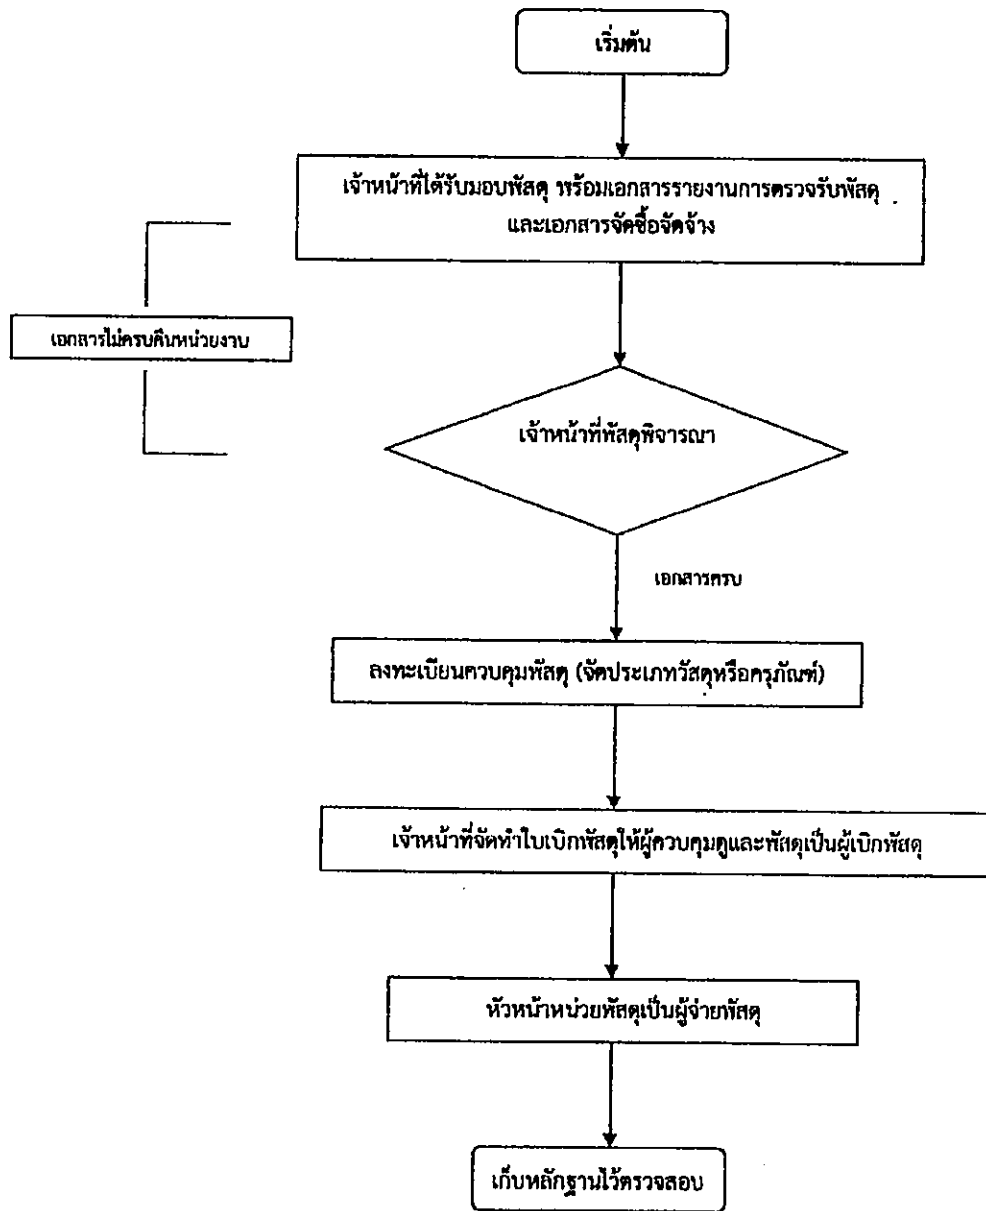 เริ่มต้น
เจ้าหน้าที่ได้รับมอบพัสดุ พร้อมเอกสารรายงานการตรวจรับพัสดุ
และเอกสารจัดซื้อจัดจ้าง
เอกสารไม่ครบคืนหน่วยงาน
เจ้าหน้าที่พัสดุพิจารณา
เอกสารครบ
ลงทะเบียนควบคุมพัสดุ (จัดประเภทวัสดุหรือครุภัณฑ์)
เจ้าหน้าที่จัดทำใบเบิกพัสดุให้ผู้ควบคุมดูและพัสดุเป็นผู้เบิกพัสดุ
หัวหน้าหน่วยพัสดุเป็นผู้จ่ายพัสดุ
เก็บหลักฐานไว้ตรวจสอบ